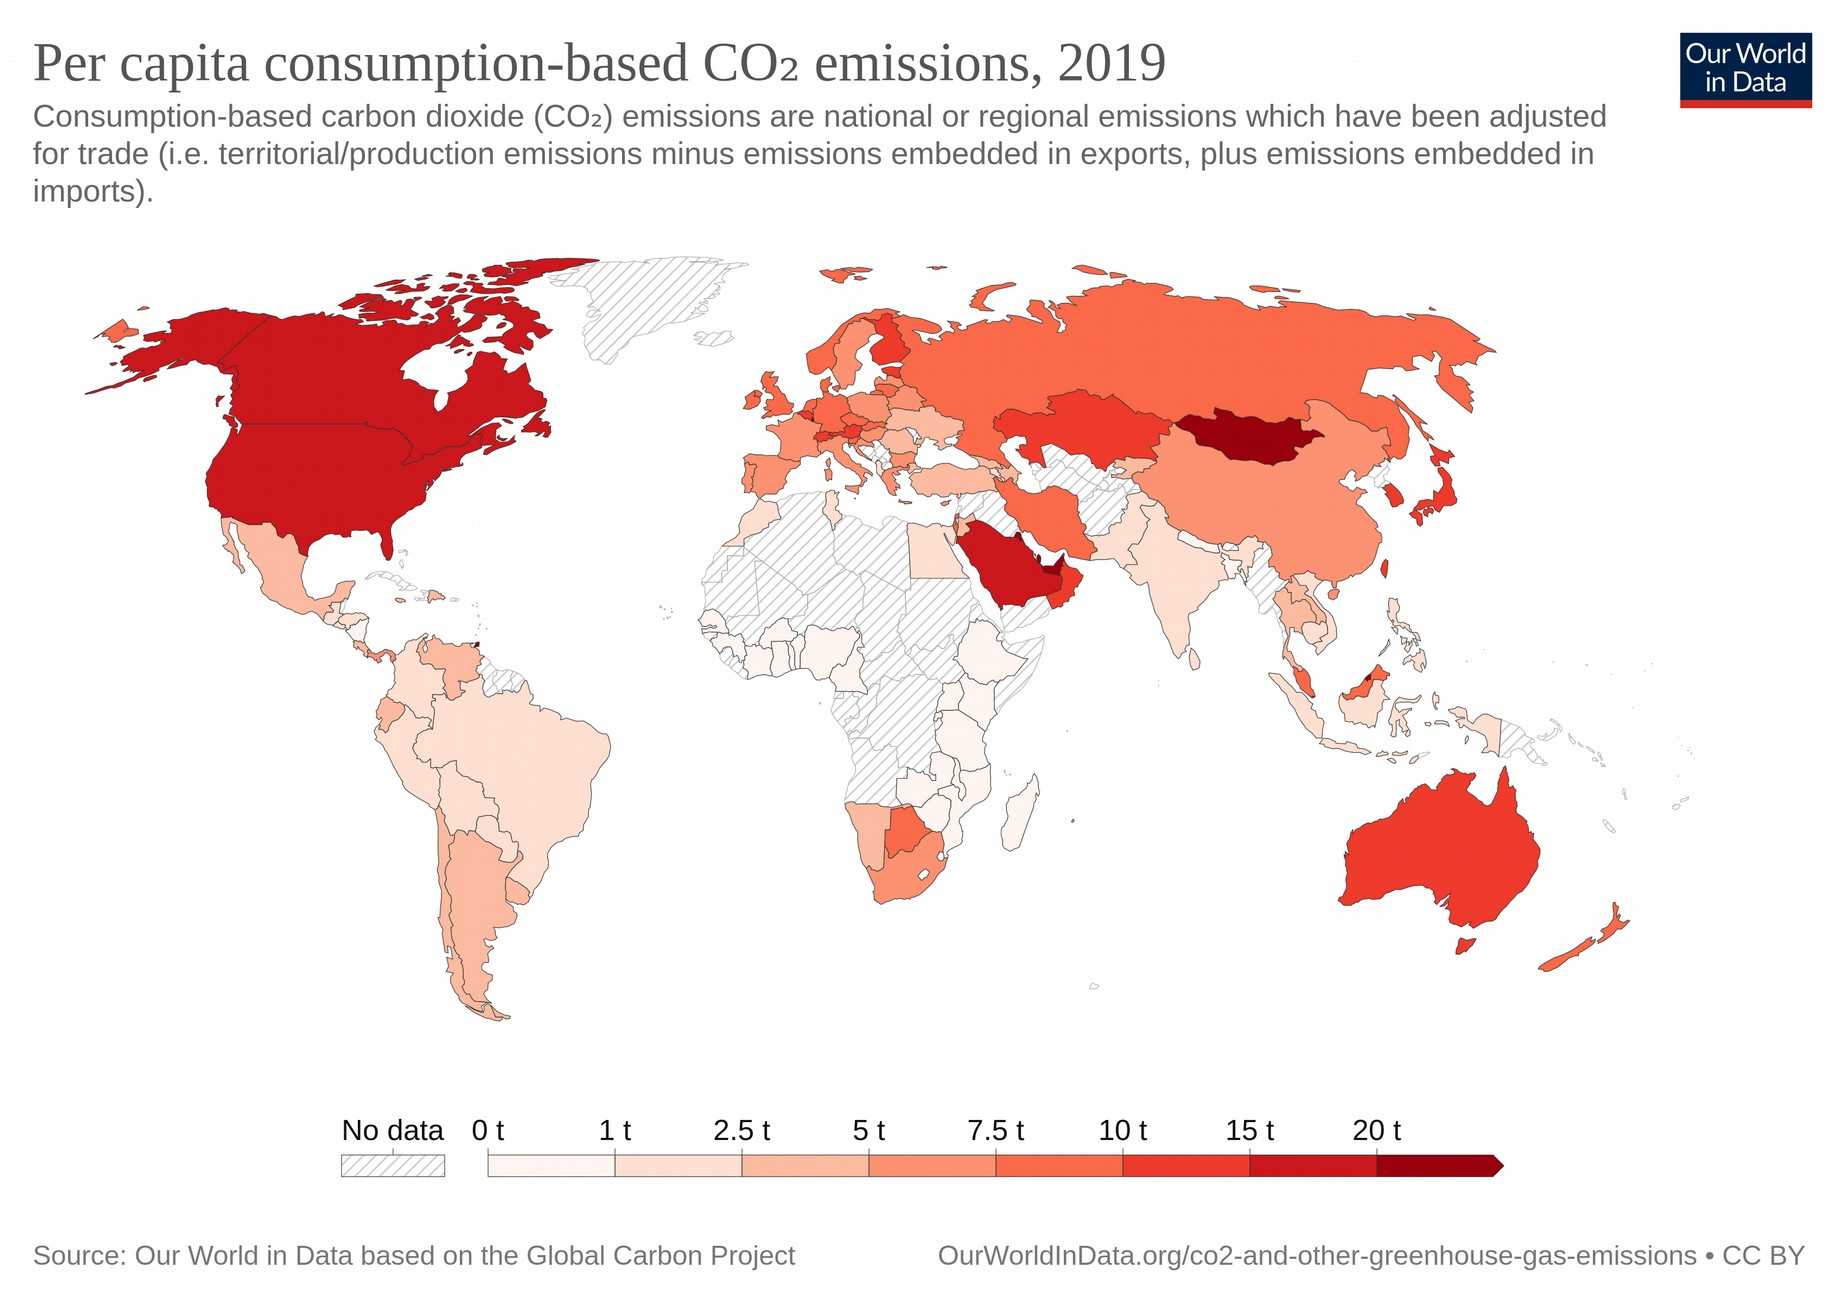 Per capita consumption-based CO₂ emissions, 2019
Our World
in Data
Consumption-based carbon dioxide (CO₂) emissions are national or regional emissions which have been adjusted
for trade (i.e. territorial/production emissions minus emissions embedded in exports, plus emissions embedded in
imports).
No data 0 t 1 t 2.5 t 5 t 7.5 t 10 t 15 t 20 t
Source: Our World in Data based on the Global Carbon Project
OurWorldInData.org/co2-and-other-greenhouse-gas-emissions • CC BY